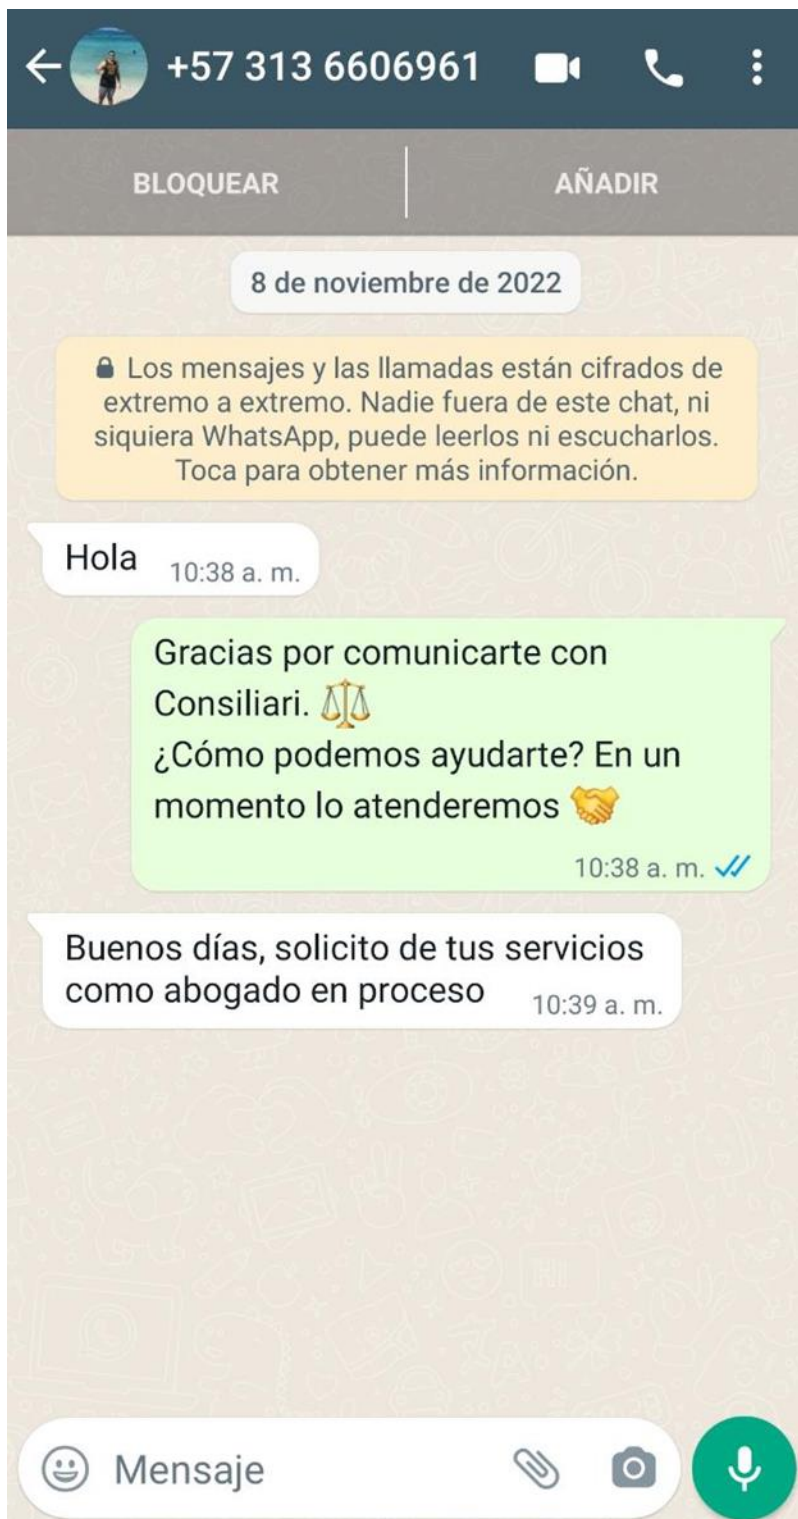 +57 313 6606961
BLOQUEAR
AÑADIR
8 de noviembre de 2022
Los mensajes y las llamadas están cifrados de
extremo a extremo. Nadie fuera de este chat, ni
siquiera WhatsApp, puede leerlos ni escucharlos.
Toca para obtener más información.
Hola 10:38 a. m.
Gracias por comunicarte con
Consiliari. ⚖️
¿Cómo podemos ayudarte? En un
momento lo atenderemos 🤝
10:38 a. m.
Buenos días, solicito de tus servicios
como abogado en proceso 10:39 a. m.
Mensaje